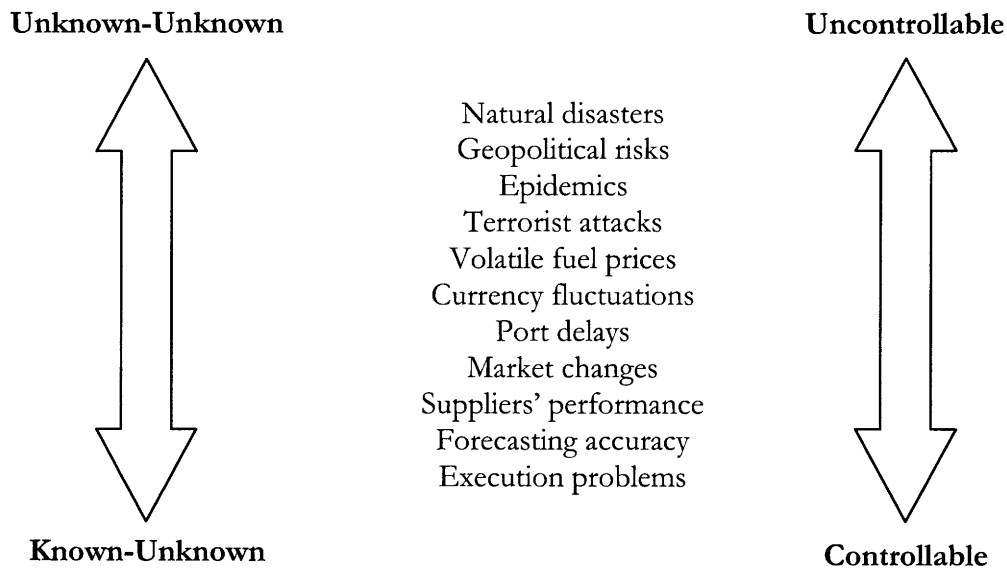 Unknown-Unknown
Uncontrollable
Natural disasters
Geopolitical risks
Epidemics
Terrorist attacks
Volatile fuel prices
Currency fluctuations
Port delays
Market changes
Suppliers' performance
Forecasting accuracy
Execution problems
Known-Unknown
Controllable